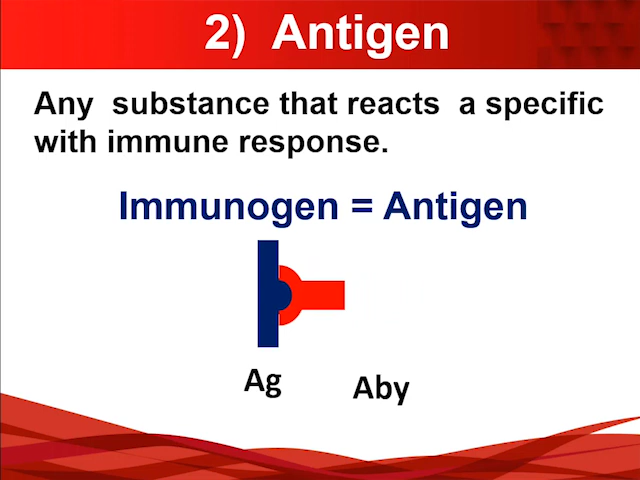 2) Antigen
Any substance that reacts a specific
with immune response.
Immunogen = Antigen
Ag
Aby